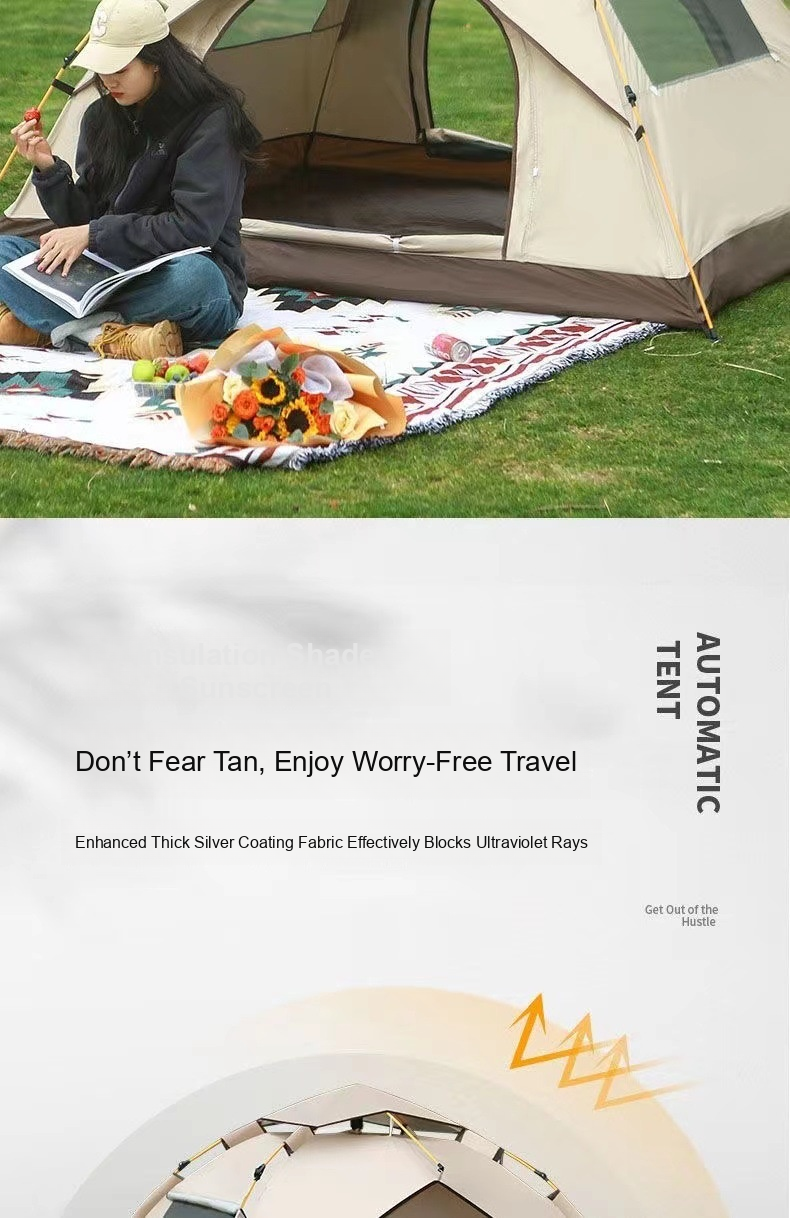 Shade
Don’t Fear Tan, Enjoy Worry-Free Travel
Enhanced Thick Silver Coating Fabric Effectively Blocks Ultraviolet Rays
AUTOMATIC
TENT
Get Out of the
Hustle